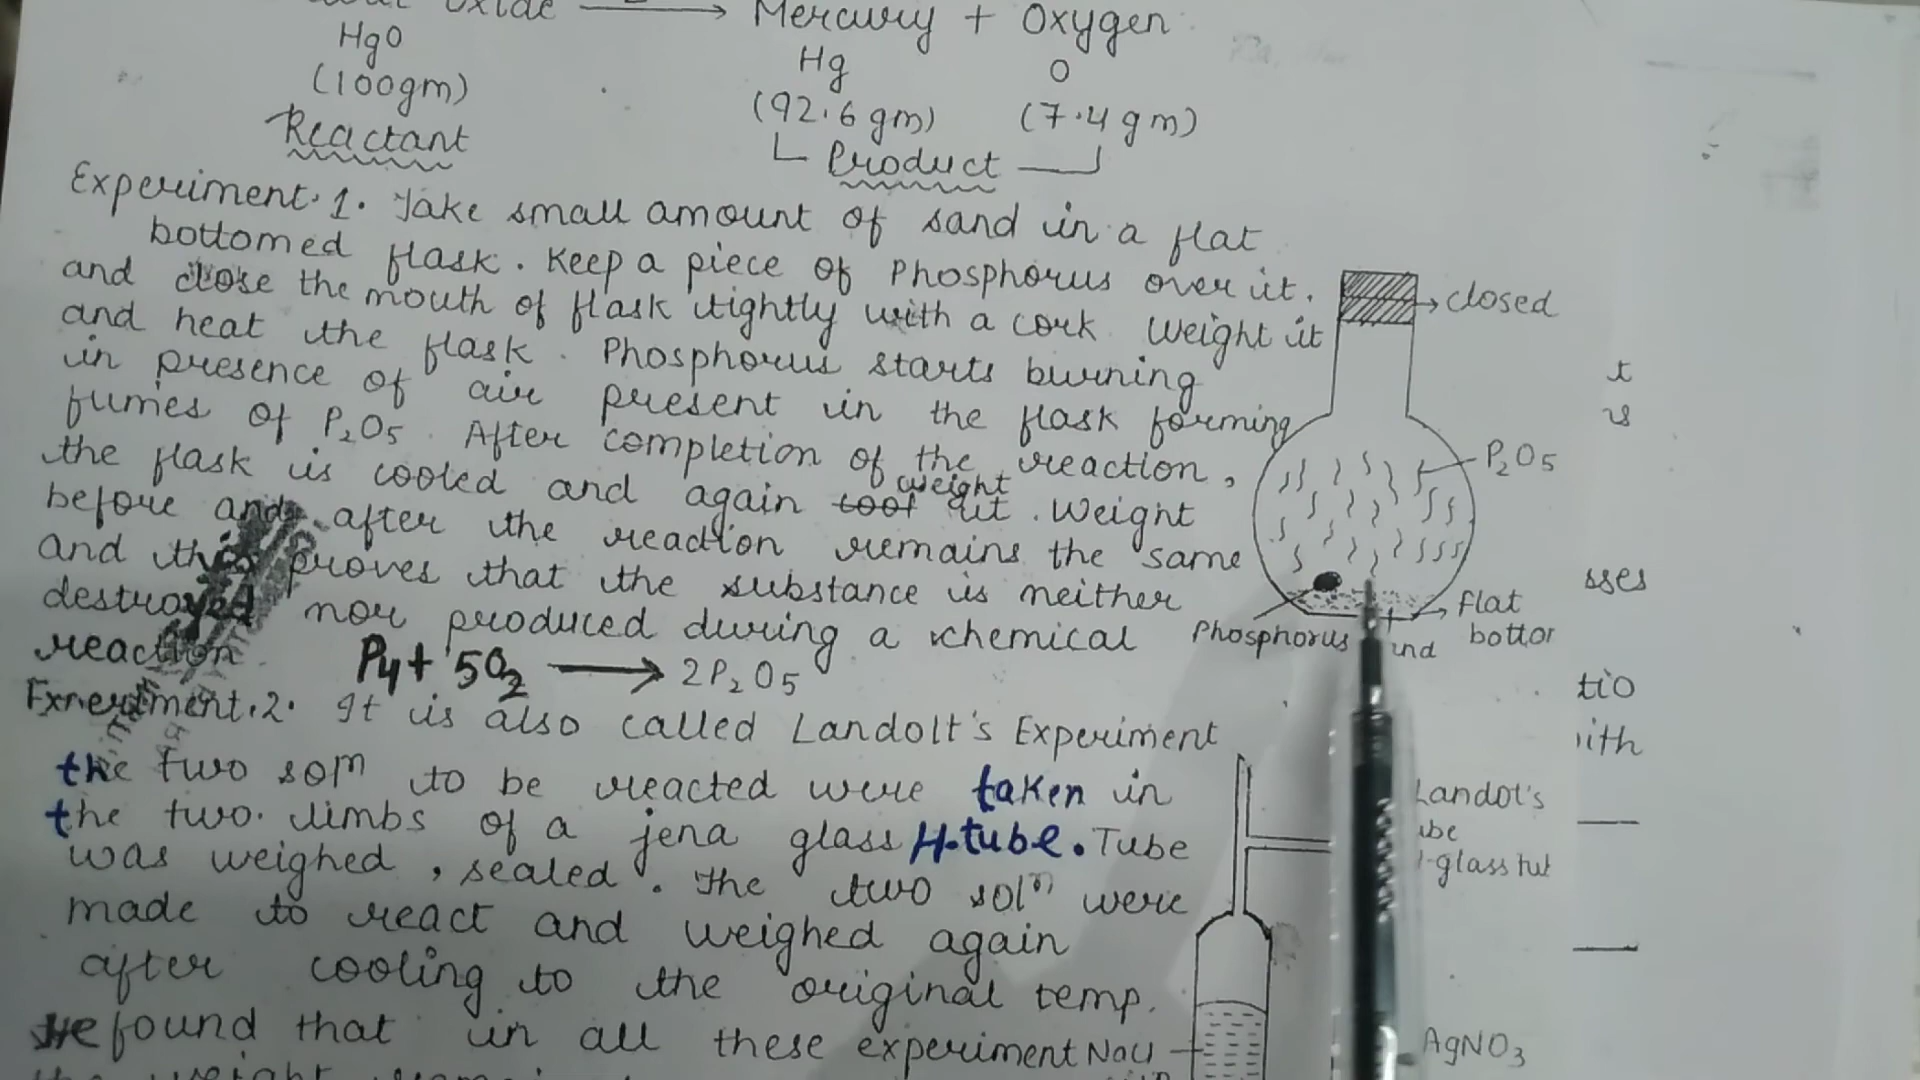 oxide ⟶ Mercury + Oxygen
HgO Hg O
(100gm) (92.6 gm) (7.4 gm)
Reactant Product
Experiment.1. Take small amount of sand in a flat
bottomed flask. Keep a piece of Phosphorus over it.
and close the mouth of flask tightly with a cork Weight it
and heat the flask. Phosphorus starts burning
in presence of air present in the flask forming
fumes of P₂O₅. After completion of the reaction,
the flask is cooled and again weight it. Weight
before and after the reaction remains the same
and this proves that the substance is neither
destroyed nor produced during a chemical
reaction
P₄ + 5O₂ ⟶ 2P₂O₅
closed
P₂O₅
Phosphorus
flat
bottom
Experiment.2. It is also called Landolt's Experiment
the two solⁿ to be reacted were taken in
the two limbs of a jena glass H-tube. Tube
was weighed, sealed. The two solⁿ were
made to react and weighed again
after cooling to the original temp.
He found that in all these experiment
Landot's
glass
NaCl
AgNO₃